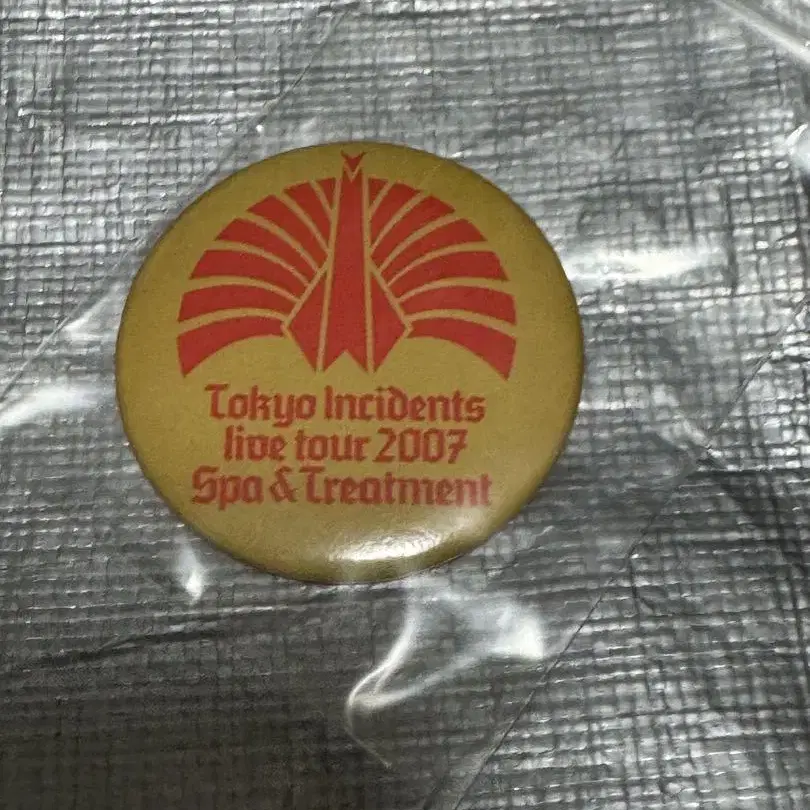 Tokyo Incidents
live tour 2007
Spa & Treatment